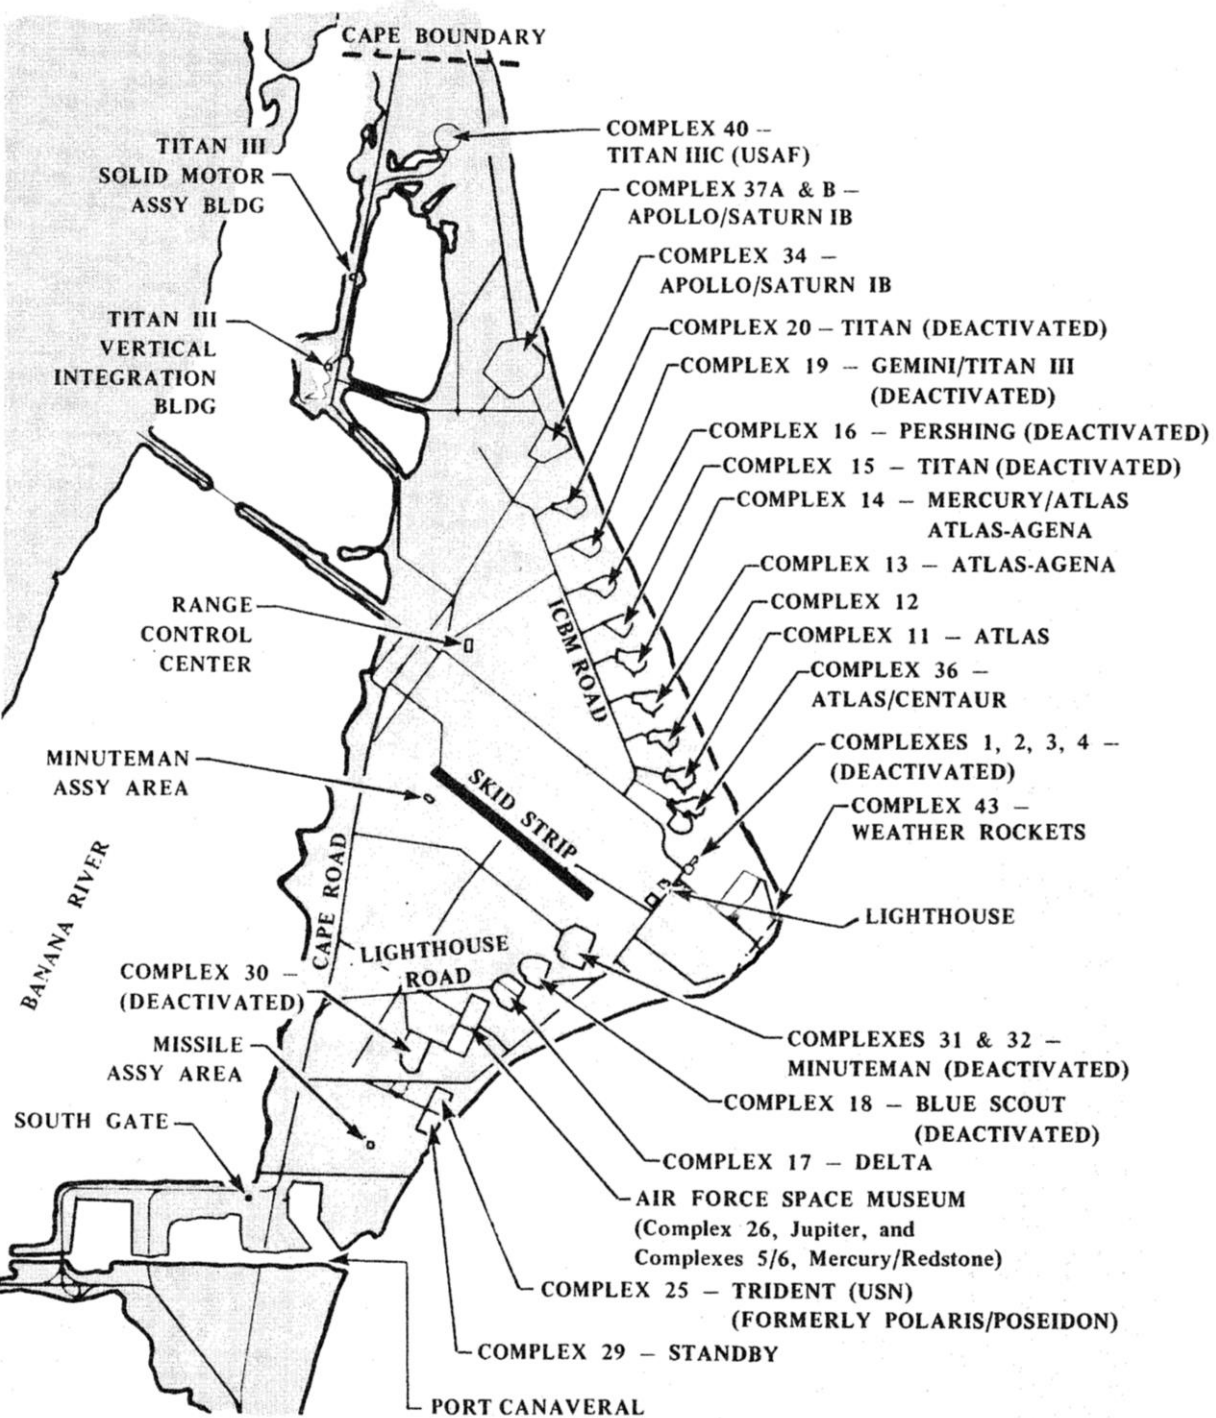 CAPE BOUNDARY
TITAN III
SOLID MOTOR
ASSY BLDG
TITAN III
VERTICAL
INTEGRATION
BLDG
RANGE
CONTROL
CENTER
MINUTEMAN
ASSY AREA
BANANA RIVER
CAPE ROAD
SKID STRIP
ICBM ROAD
LIGHTHOUSE
ROAD
COMPLEX 30 –
(DEACTIVATED)
MISSILE
ASSY AREA
SOUTH GATE
COMPLEX 40 –
TITAN IIIC (USAF)
COMPLEX 37A & B –
APOLLO/SATURN IB
COMPLEX 34 –
APOLLO/SATURN IB
COMPLEX 20 – TITAN (DEACTIVATED)
COMPLEX 19 – GEMINI/TITAN III
(DEACTIVATED)
COMPLEX 16 – PERSHING (DEACTIVATED)
COMPLEX 15 – TITAN (DEACTIVATED)
COMPLEX 14 – MERCURY/ATLAS
ATLAS-AGENA
COMPLEX 13 – ATLAS-AGENA
COMPLEX 12
COMPLEX 11 – ATLAS
COMPLEX 36 –
ATLAS/CENTAUR
COMPLEXES 1, 2, 3, 4 –
(DEACTIVATED)
COMPLEX 43 –
WEATHER ROCKETS
LIGHTHOUSE
COMPLEXES 31 & 32 –
MINUTEMAN (DEACTIVATED)
COMPLEX 18 – BLUE SCOUT
(DEACTIVATED)
COMPLEX 17 – DELTA
AIR FORCE SPACE MUSEUM
(Complex 26, Jupiter, and
Complexes 5/6, Mercury/Redstone)
COMPLEX 25 – TRIDENT (USN)
(FORMERLY POLARIS/POSEIDON)
COMPLEX 29 – STANDBY
PORT CANAVERAL